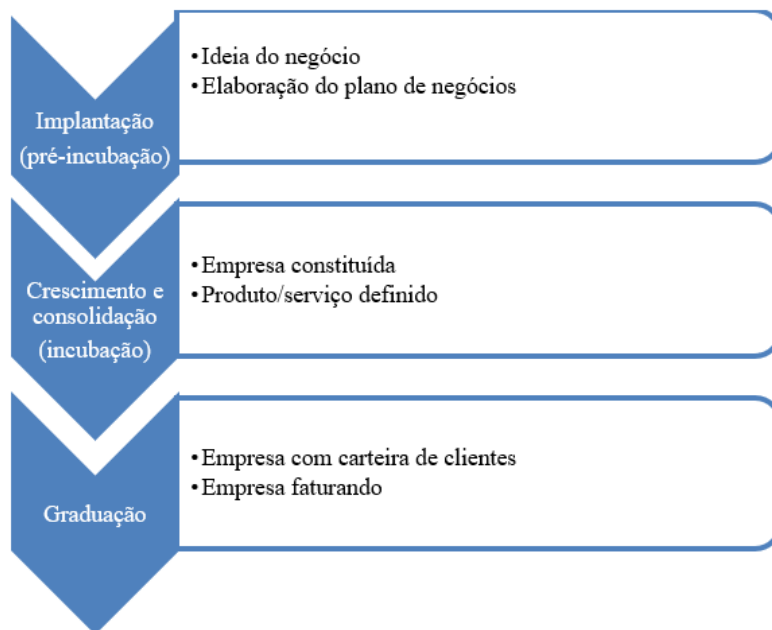 Implantação
(pré-incubação)
•Ideia do negócio
•Elaboração do plano de negócios
Crescimento e
consolidação
(incubação)
•Empresa constituída
•Produto/serviço definido
Graduação
•Empresa com carteira de clientes
•Empresa faturando